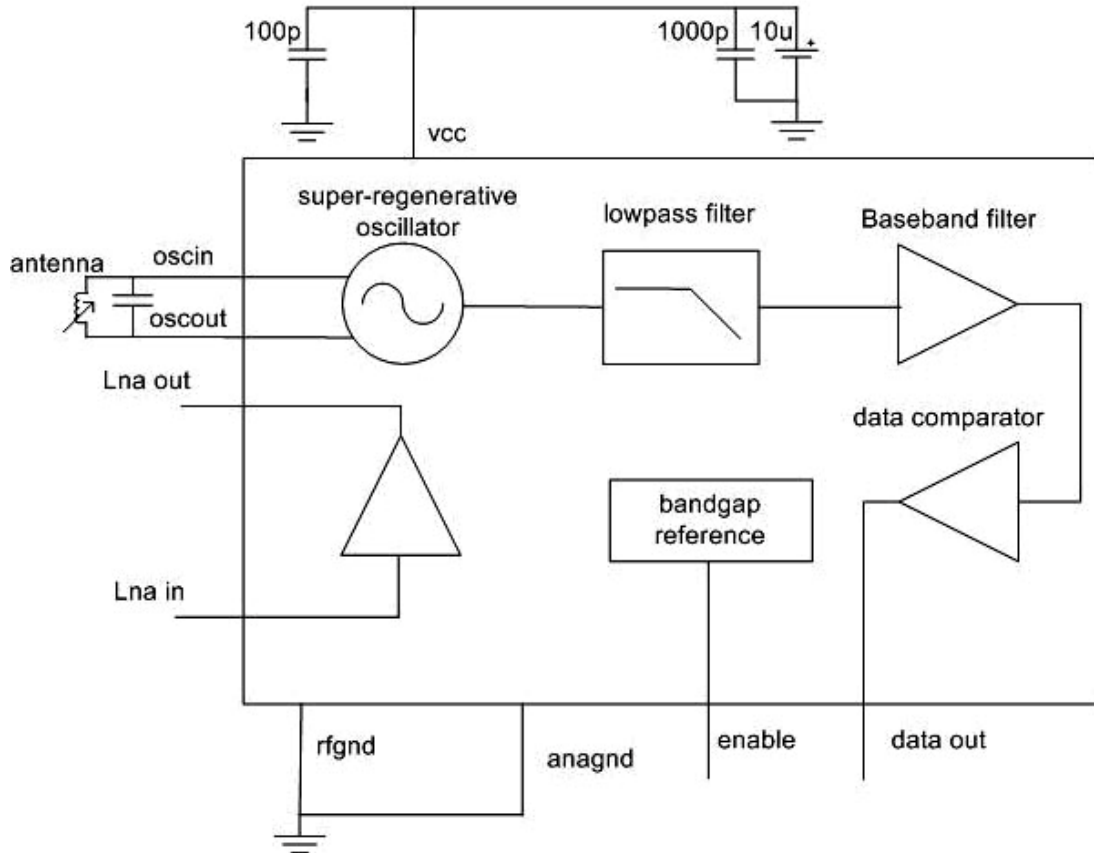 100p
1000p
10u
+
vcc
super-regenerative
oscillator
lowpass filter
Baseband filter
antenna
oscin
oscout
Lna out
data comparator
bandgap
reference
Lna in
rfgnd
anagnd
enable
data out